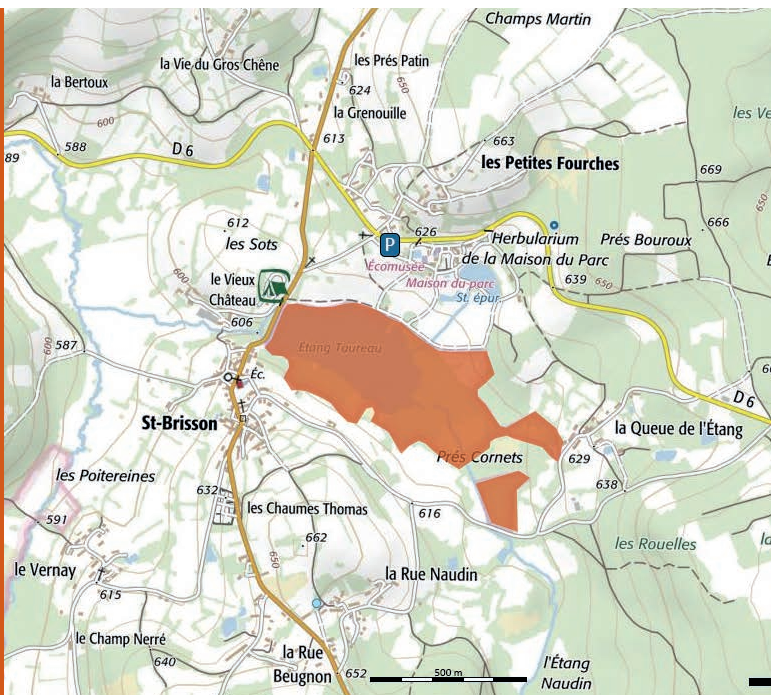 Champs Martin
la Vie du Gros Chêne
les Prés Patin
la Bertoux
624
650
la Grenouille
les Ve
600
613
588
D 6
663
les Petites Fourches
89
669
650
612
les Sots
626
666
P
Herbularium
de la Maison du Parc
Prés Bouroux
Écomusée
Maison du parc
St. épur.
600
le Vieux
Château
639
650
606
587
600
Etang Taureau
Éc.
D 6
St-Brisson
la Queue de l'Étang
Prés Cornets
629
les Poitereines
632
638
les Chaumes Thomas
616
591
662
les Rouelles
la
650
le Vernay
la Rue Naudin
615
le Champ Nerré
640
la Rue
Beugnon
652
500 m
l'Étang
Naudin